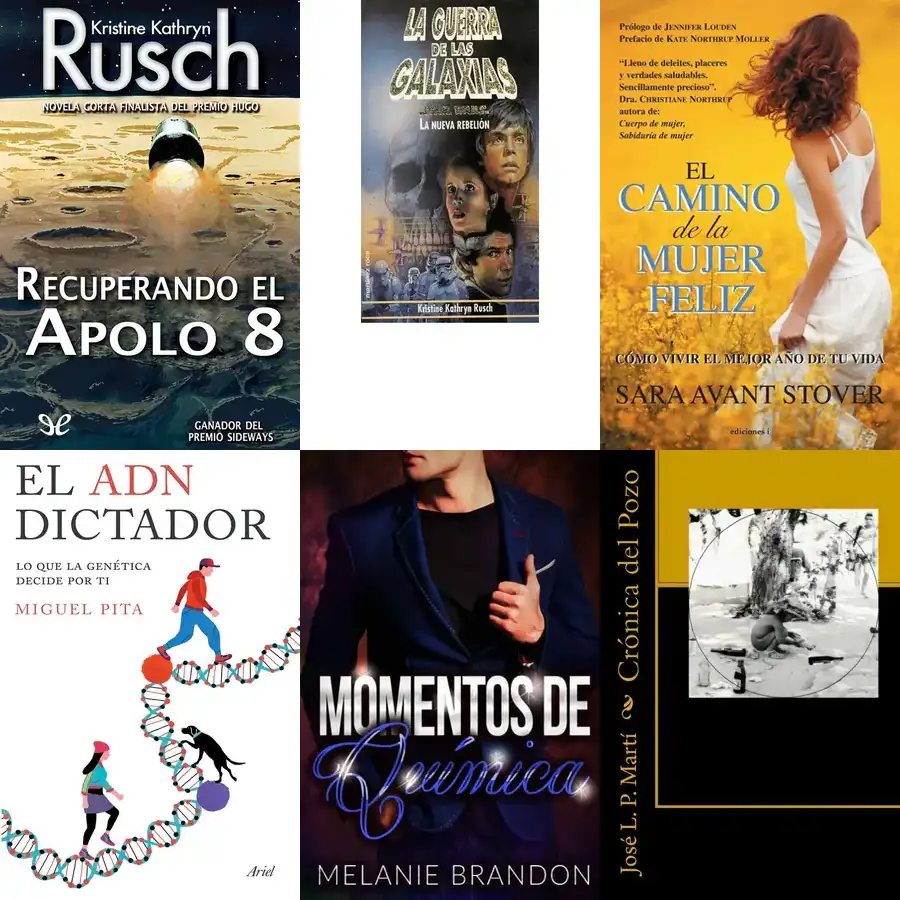 Kristine Kathryn
Rusch
NOVELA CORTA FINALISTA DEL PREMIO HUGO
RECUPERANDO EL
APOLO 8
GANADOR DEL
PREMIO SIDEWAYS
LA GUERRA
DE LAS
GALAXIAS
LA NUEVA REBELIÓN
Kristine Kathryn Rusch
Prólogo de JENNIFER LOUDEN
Prefacio de KATE NORTHRUP MOLLER
“Lleno de deleites, placeres
y verdades saludables.
Sencillamente precioso”.
Dra. CHRISTIANE NORTHRUP
autora de:
Cuerpo de mujer,
Sabiduría de mujer
EL
CAMINO
de la
MUJER
FELIZ
CÓMO VIVIR EL MEJOR AÑO DE TU VIDA
SARA AVANT STOVER
ediciones i
EL ADN
DICTADOR
LO QUE LA GENÉTICA
DECIDE POR TI
MIGUEL PITA
Ariel
MOMENTOS DE
Química
MELANIE BRANDON
José L. P. Martí Crónica del Pozo